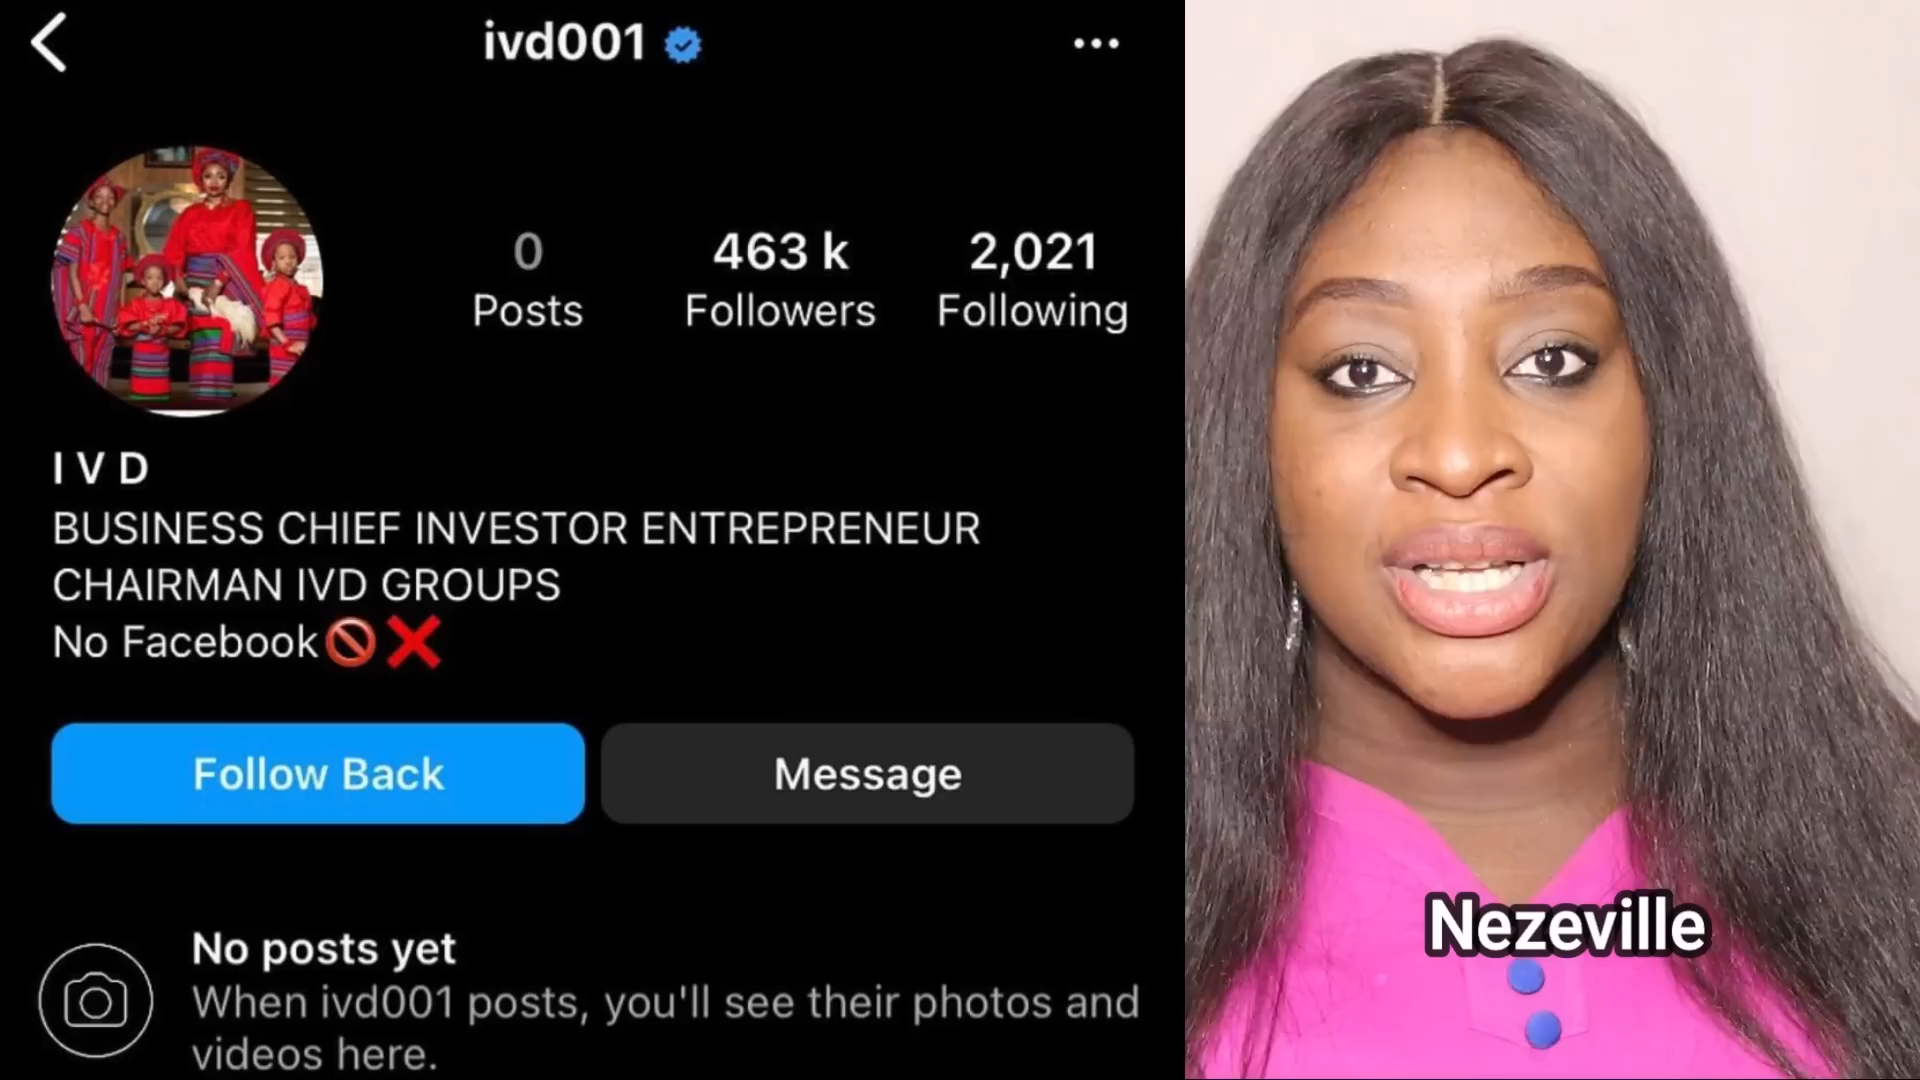 ivd001
0
Posts
463 k
Followers
2,021
Following
I V D
BUSINESS CHIEF INVESTOR ENTREPRENEUR
CHAIRMAN IVD GROUPS
No Facebook🚫❌
Follow Back
Message
No posts yet
When ivd001 posts, you'll see their photos and
videos here.
Nezeville